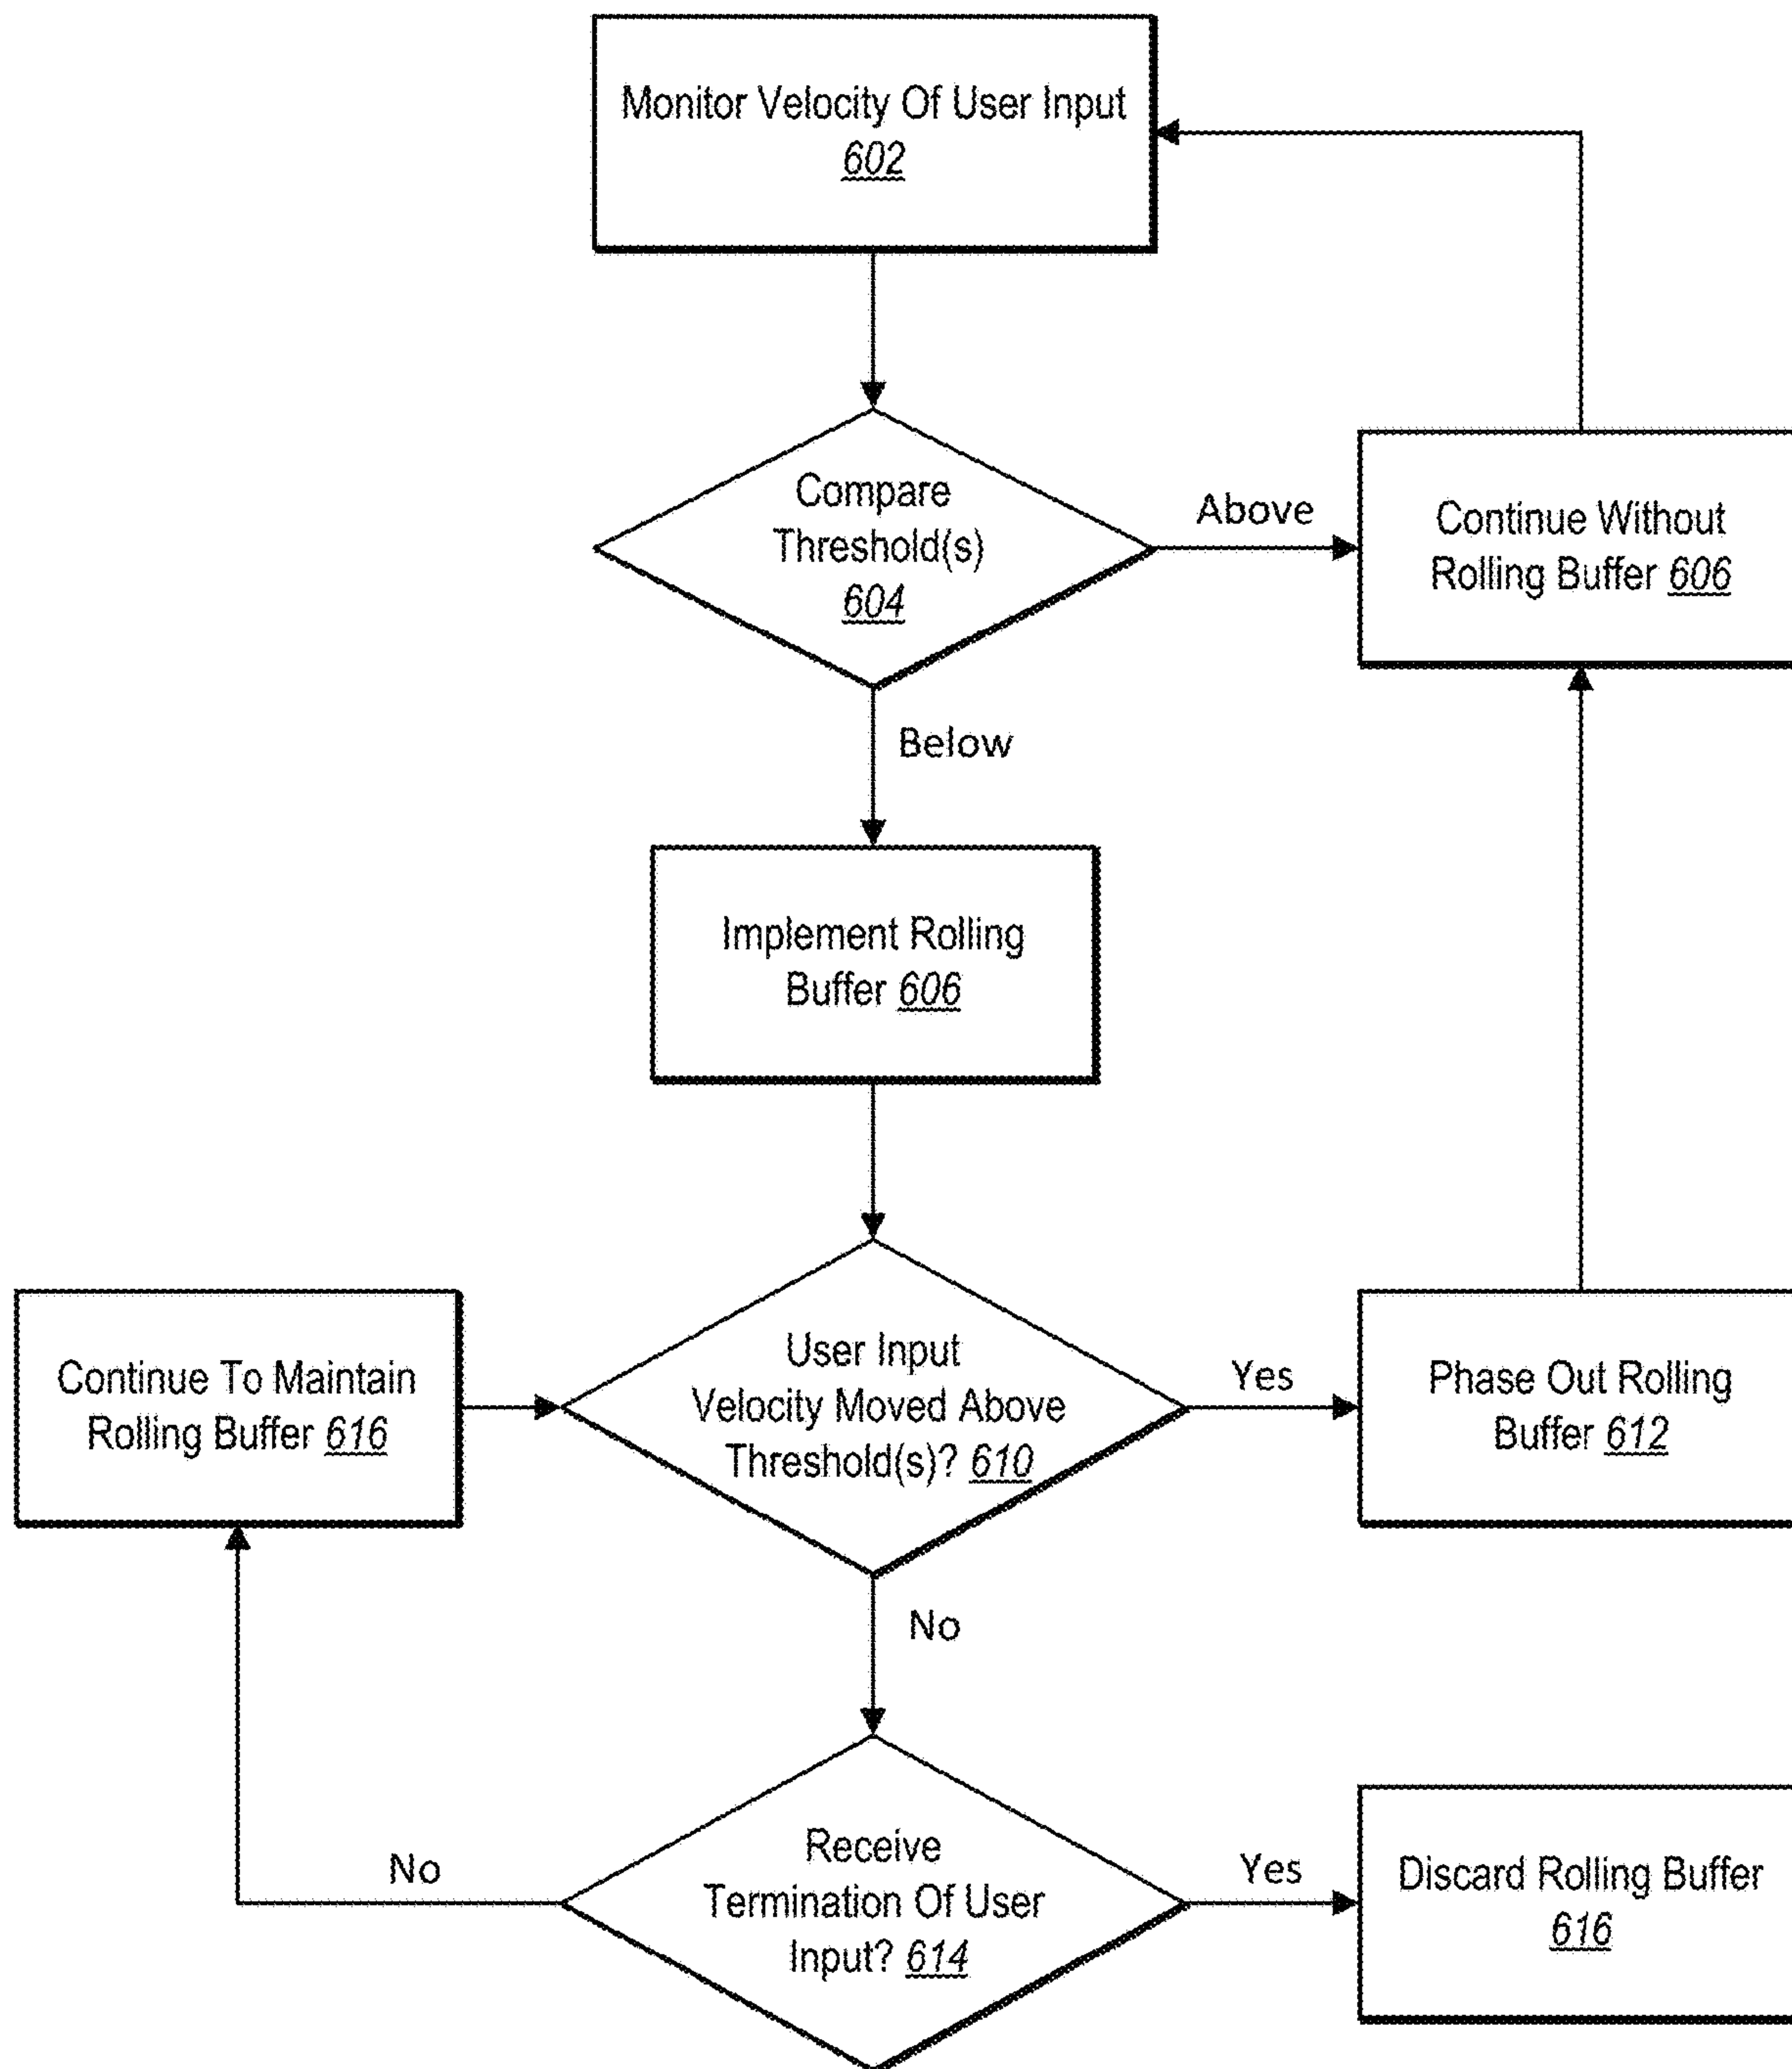 Monitor Velocity Of User Input
602
Compare
Threshold(s)
604
Above
Continue Without
Rolling Buffer 606
Below
Implement Rolling
Buffer 606
Continue To Maintain
Rolling Buffer 616
User Input
Velocity Moved Above
Threshold(s)? 610
Yes
Phase Out Rolling
Buffer 612
No
Receive
Termination Of User
Input? 614
No
Yes
Discard Rolling Buffer
616